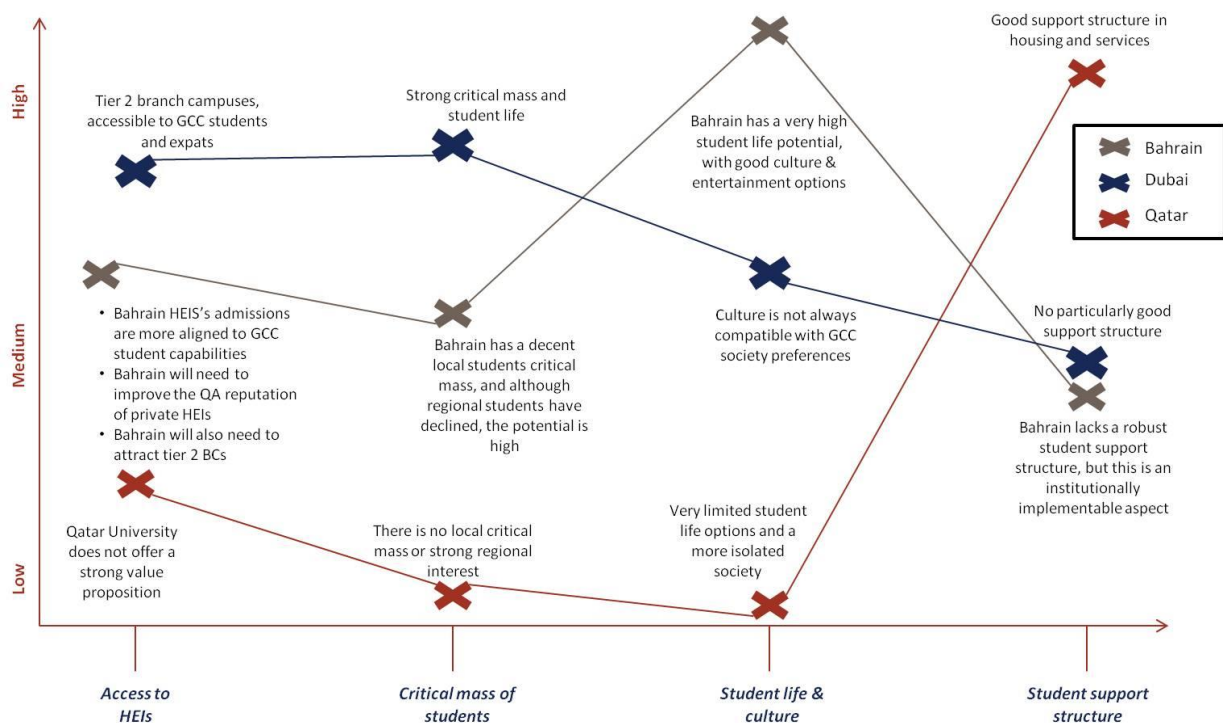 High
Medium
Low
Tier 2 branch campuses,
accessible to GCC students
and expats
Strong critical mass and
student life
Bahrain has a very high
student life potential,
with good culture &
entertainment options
Good support structure in
housing and services
Bahrain
Dubai
Qatar
• Bahrain HEIS's admissions
are more aligned to GCC
student capabilities
• Bahrain will need to
improve the QA reputation
of private HEIs
• Bahrain will also need to
attract tier 2 BCs
Bahrain has a decent
local students critical
mass, and although
regional students have
declined, the potential is
high
Culture is not always
compatible with GCC
society preferences
No particularly good
support structure
Bahrain lacks a robust
student support
structure, but this is an
institutionally
implementable aspect
Qatar University
does not offer a
strong value
proposition
There is no local critical
mass or strong regional
interest
Very limited student
life options and a
more isolated
society
Access to
HEIs
Critical mass of
students
Student life &
culture
Student support
structure